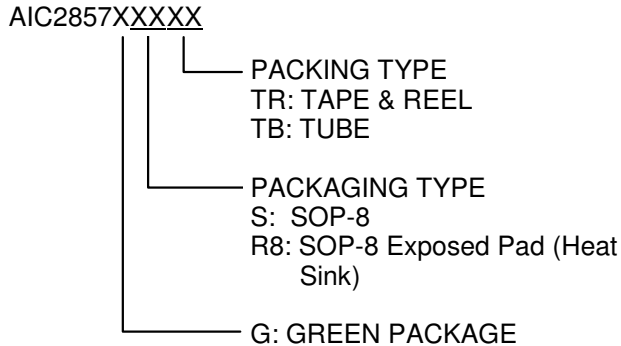 AIC2857XXXXX
PACKING TYPE
TR: TAPE & REEL
TB: TUBE
PACKAGING TYPE
S: SOP-8
R8: SOP-8 Exposed Pad (Heat
Sink)
G: GREEN PACKAGE